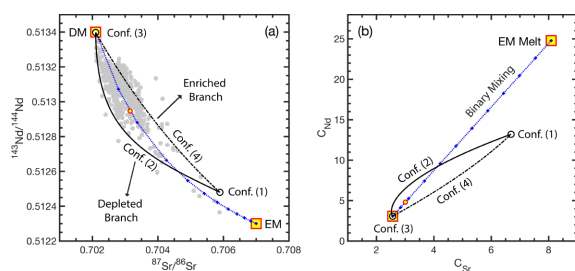 (a)
(b)
0.5134
0.5132
0.513
0.5128
0.5126
0.5124
0.5122
143Nd/144Nd
DM
Conf. (3)
Enriched
Branch
Conf. (4)
Conf. (2)
Conf. (1)
Depleted
Branch
EM
0.702
0.704
0.706
0.708
87Sr/86Sr
30
25
20
15
10
5
0
CNd
EM Melt
Binary Mixing
Conf. (1)
Conf. (2)
Conf. (4)
Conf. (3)
0
2
4
6
8
CSr